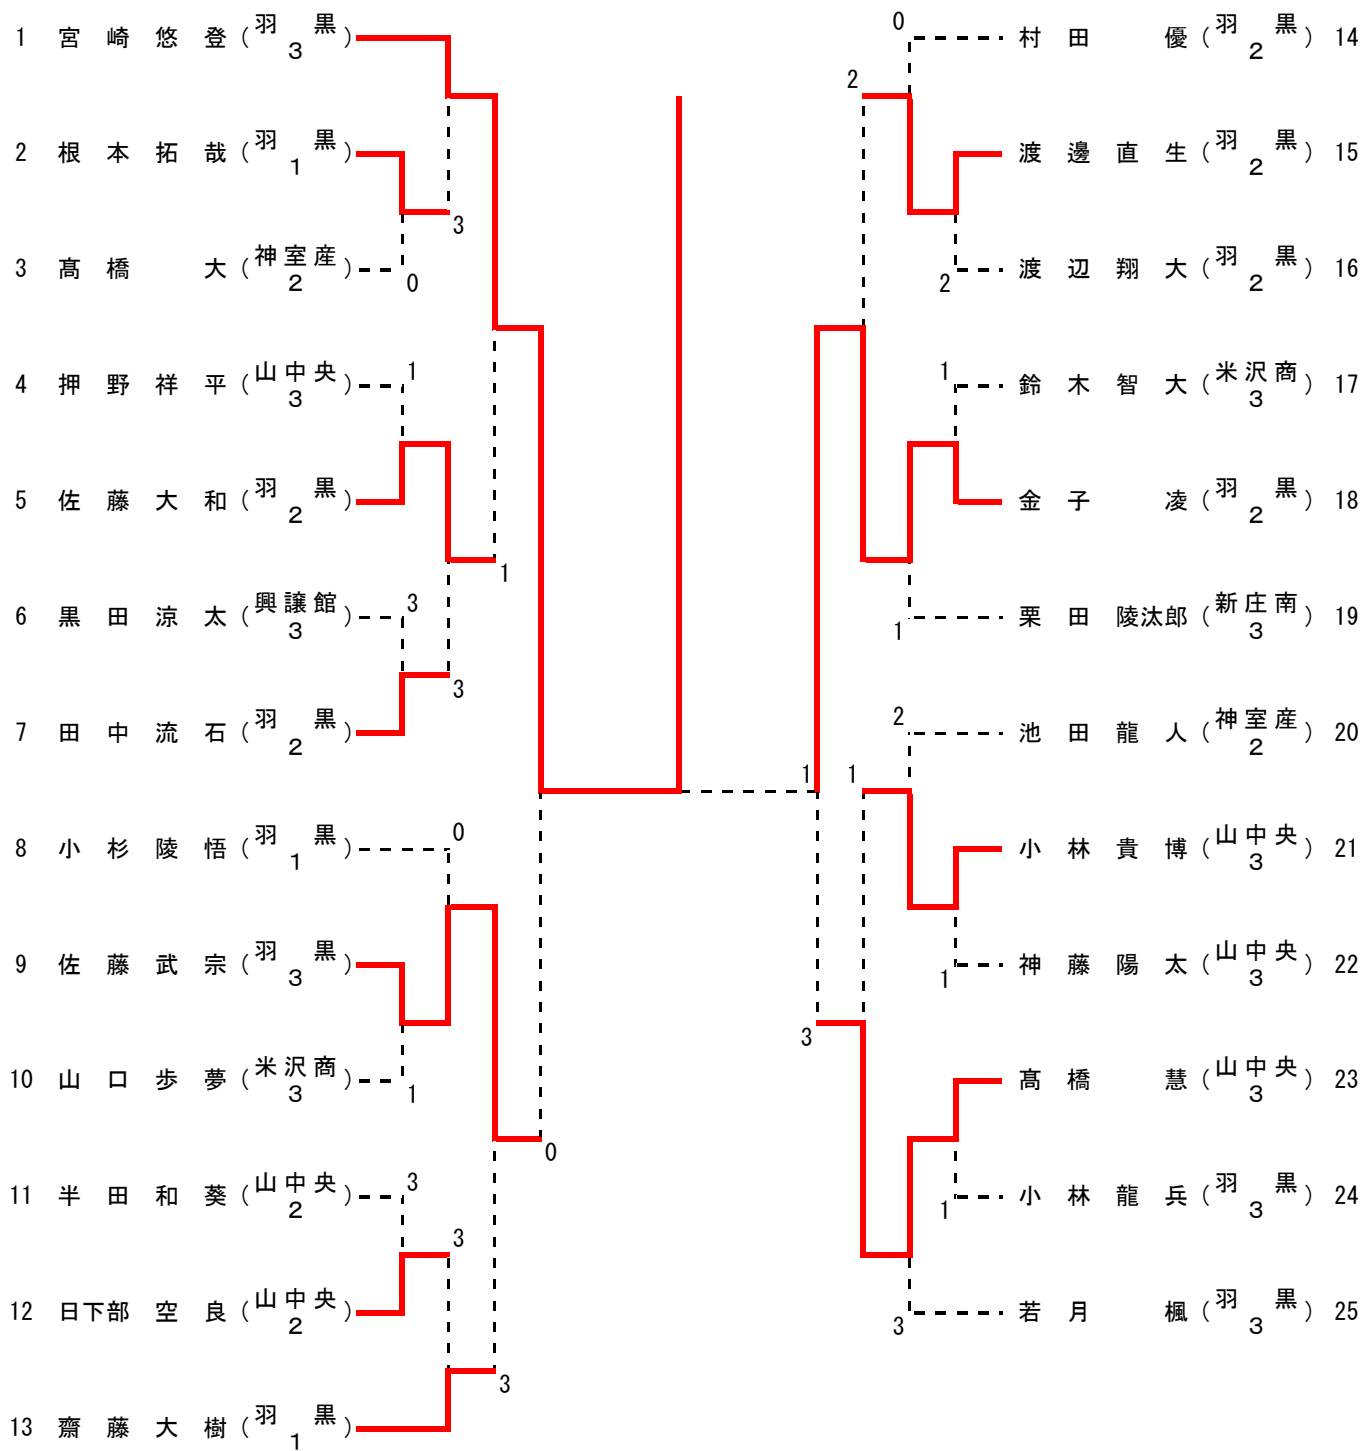 1 宮崎悠登(羽黒3)
2 根本拓哉(羽黒1)
3
3 髙橋大(神室産2)
0
4 押野祥平(山中央3)
1
5 佐藤大和(羽黒2)
1
6 黒田涼太(興譲館3)
3
3
7 田中流石(羽黒2)
8 小杉陵悟(羽黒1)
0
9 佐藤武宗(羽黒3)
10 山口歩夢(米沢商3)
1
0
11 半田和葵(山中央2)
3
3
12 日下部空良(山中央2)
3
13 齋藤大樹(羽黒1)
0
村田優(羽黒2) 14
2
渡邊直生(羽黒2) 15
渡辺翔大(羽黒2) 16
2
1
鈴木智大(米沢商3) 17
金子凌(羽黒2) 18
栗田陵汰郎(新庄南3) 19
1
2
池田龍人(神室産2) 20
1
1
小林貴博(山中央3) 21
神藤陽太(山中央3) 22
1
3
髙橋慧(山中央3) 23
小林龍兵(羽黒3) 24
1
若月楓(羽黒3) 25
3